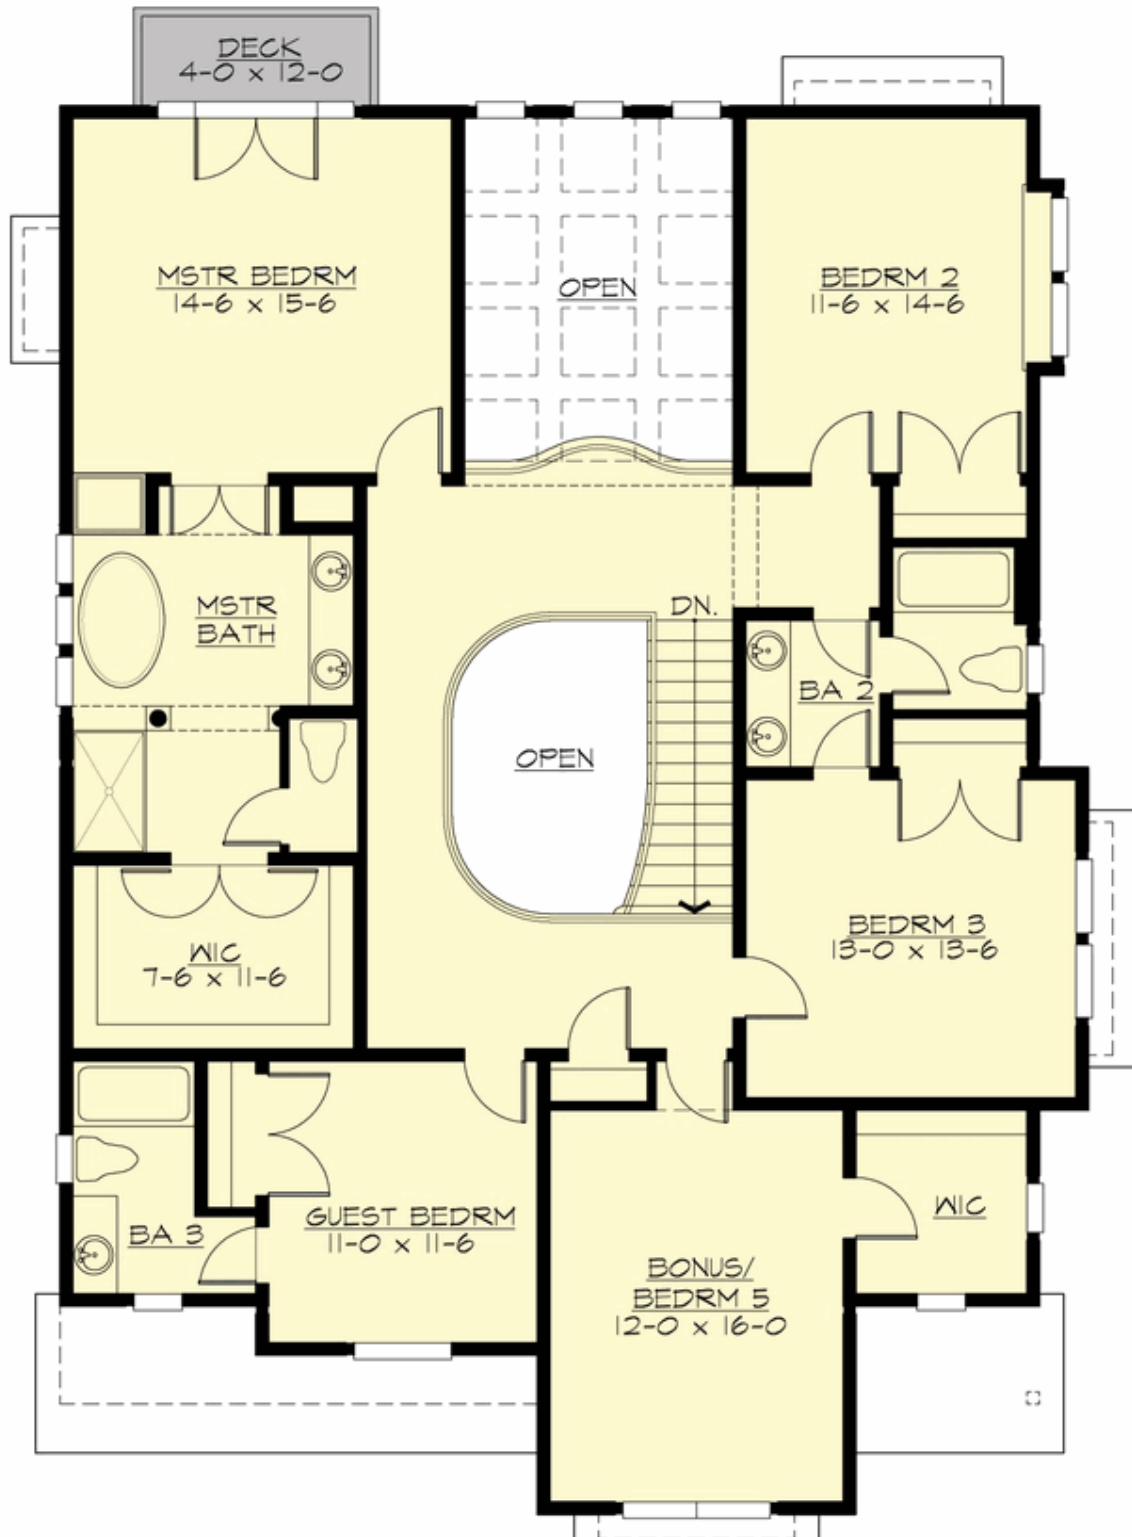 DECK
4-0 x 12-0
MSTR BEDRM
14-6 x 15-6
OPEN
BEDRM 2
11-6 x 14-6
MSTR
BATH
DN.
BA 2
OPEN
WIC
7-6 x 11-6
BEDRM 3
13-0 x 13-6
BA 3
GUEST BEDRM
11-0 x 11-6
WIC
BONUS/
BEDRM 5
12-0 x 16-0